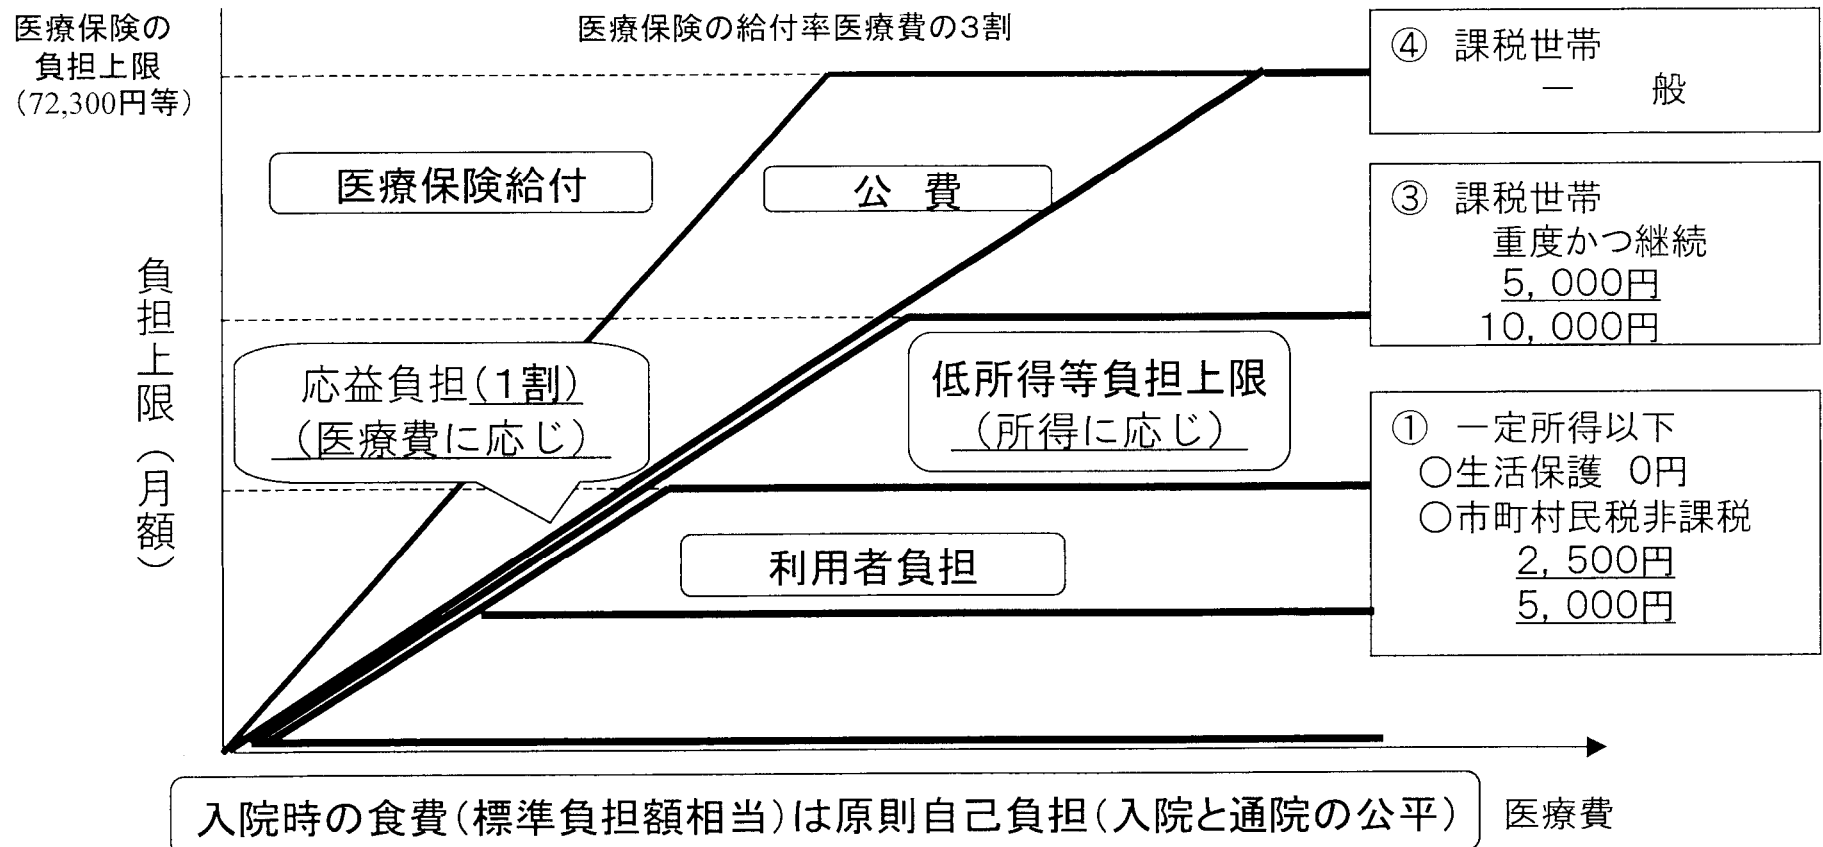 医療保険の
負担上限
（72,300円等）
医療保険の給付率医療費の3割
④ 課税世帯
一 般
医療保険給付
公 費
③ 課税世帯
重度かつ継続
5,000円
10,000円
負担上限（月額）
応益負担(1割)
（医療費に応じ）
低所得等負担上限
（所得に応じ）
① 一定所得以下
○生活保護 0円
○市町村民税非課税
2,500円
5,000円
利用者負担
入院時の食費（標準負担額相当）は原則自己負担（入院と通院の公平）
医療費